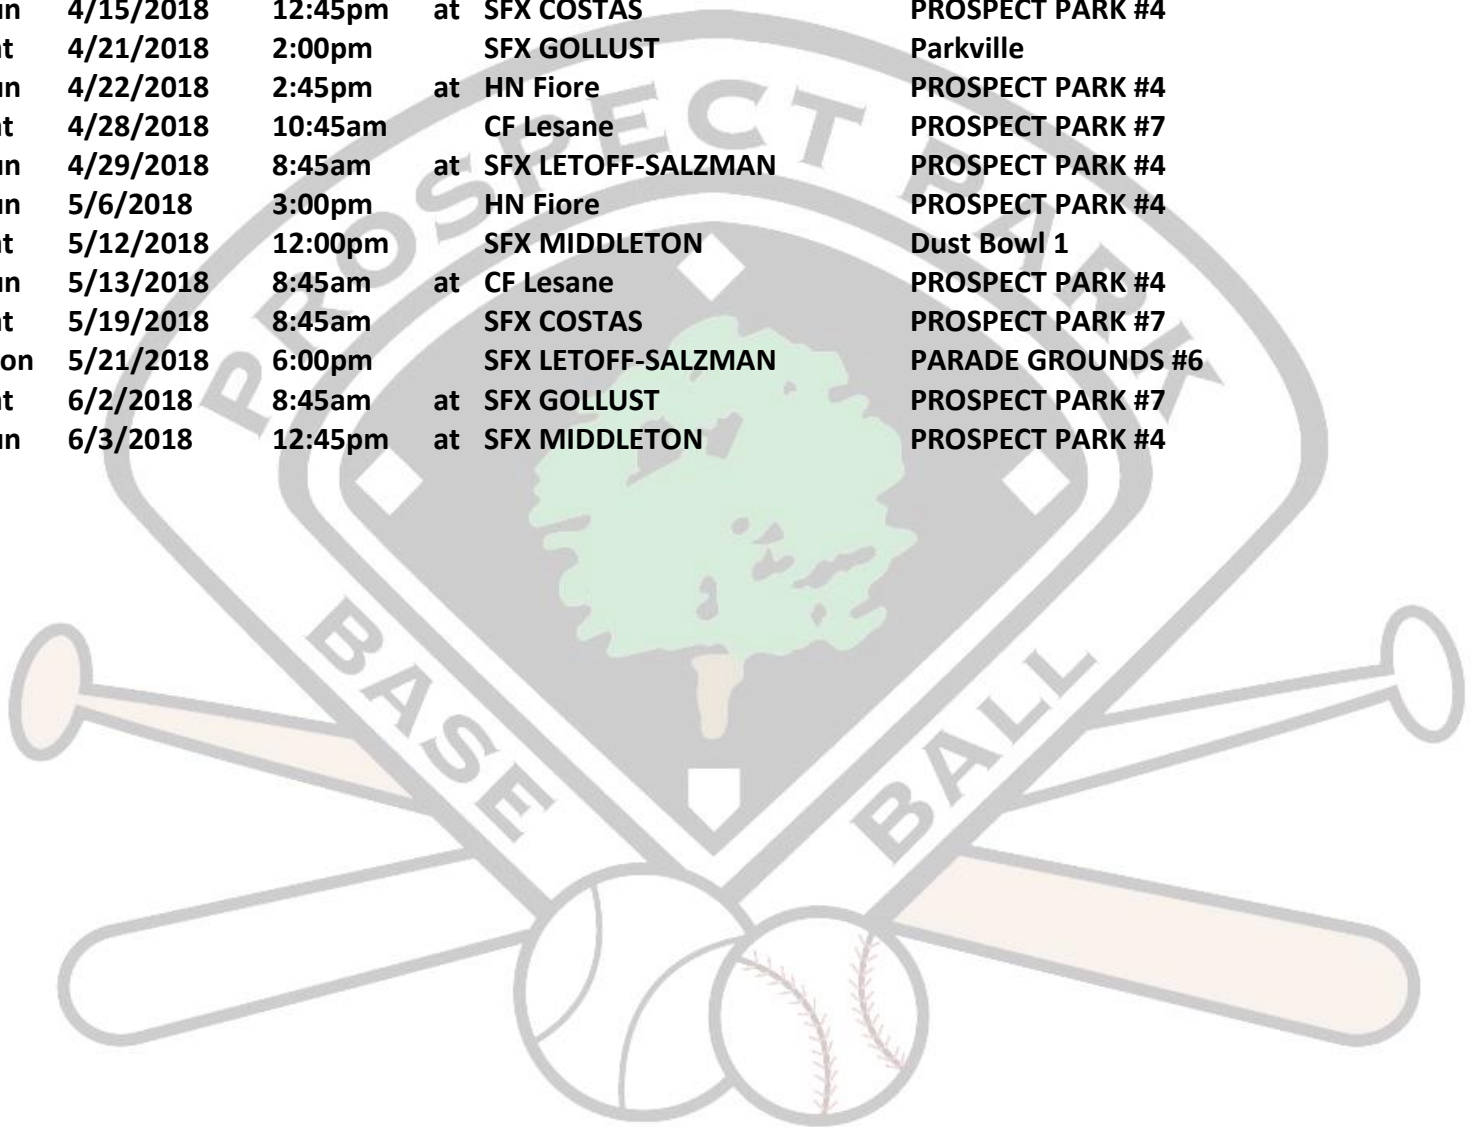 un 4/15/2018 12:45pm at SFX COSTAS PROSPECT PARK #4
at 4/21/2018 2:00pm SFX GOLLUST Parkville
un 4/22/2018 2:45pm at HN Fiore PROSPECT PARK #4
at 4/28/2018 10:45am CF Lesane PROSPECT PARK #7
un 4/29/2018 8:45am at SFX LETOFF-SALZMAN PROSPECT PARK #4
un 5/6/2018 3:00pm HN Fiore PROSPECT PARK #4
at 5/12/2018 12:00pm SFX MIDDLETON Dust Bowl 1
un 5/13/2018 8:45am at CF Lesane PROSPECT PARK #4
at 5/19/2018 8:45am SFX COSTAS PROSPECT PARK #7
on 5/21/2018 6:00pm SFX LETOFF-SALZMAN PARADE GROUNDS #6
at 6/2/2018 8:45am at SFX GOLLUST PROSPECT PARK #7
un 6/3/2018 12:45pm at SFX MIDDLETON PROSPECT PARK #4
PROSPECT PARK
BASE BALL